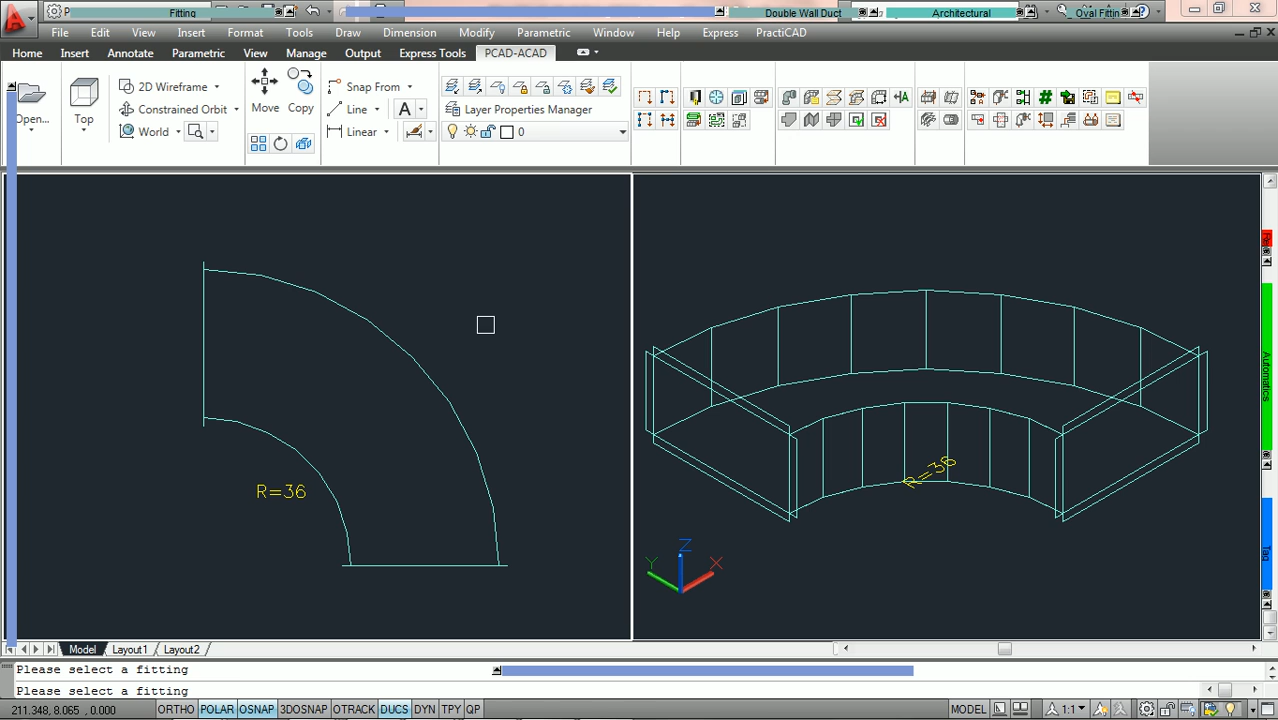 P Fitting Double Wall Duct Architectural Oval Fittin
File Edit View Insert Format Tools Draw Dimension Modify Parametric Window Help Express PractiCAD
Home Insert Annotate Parametric View Manage Output Express Tools PCAD-ACAD
2D Wireframe Snap From
Open... Top Constrained Orbit Move Copy Line A Layer Properties Manager
World Linear 0
R=36
R=36
Z
Y X
Automatics
Tag
Model Layout1 Layout2
Please select a fitting
Please select a fitting
211.348, 8.065 , 0.000 ORTHO POLAR OSNAP 3DOSNAP OTRACK DUCS DYN TPY QP MODEL 1:1